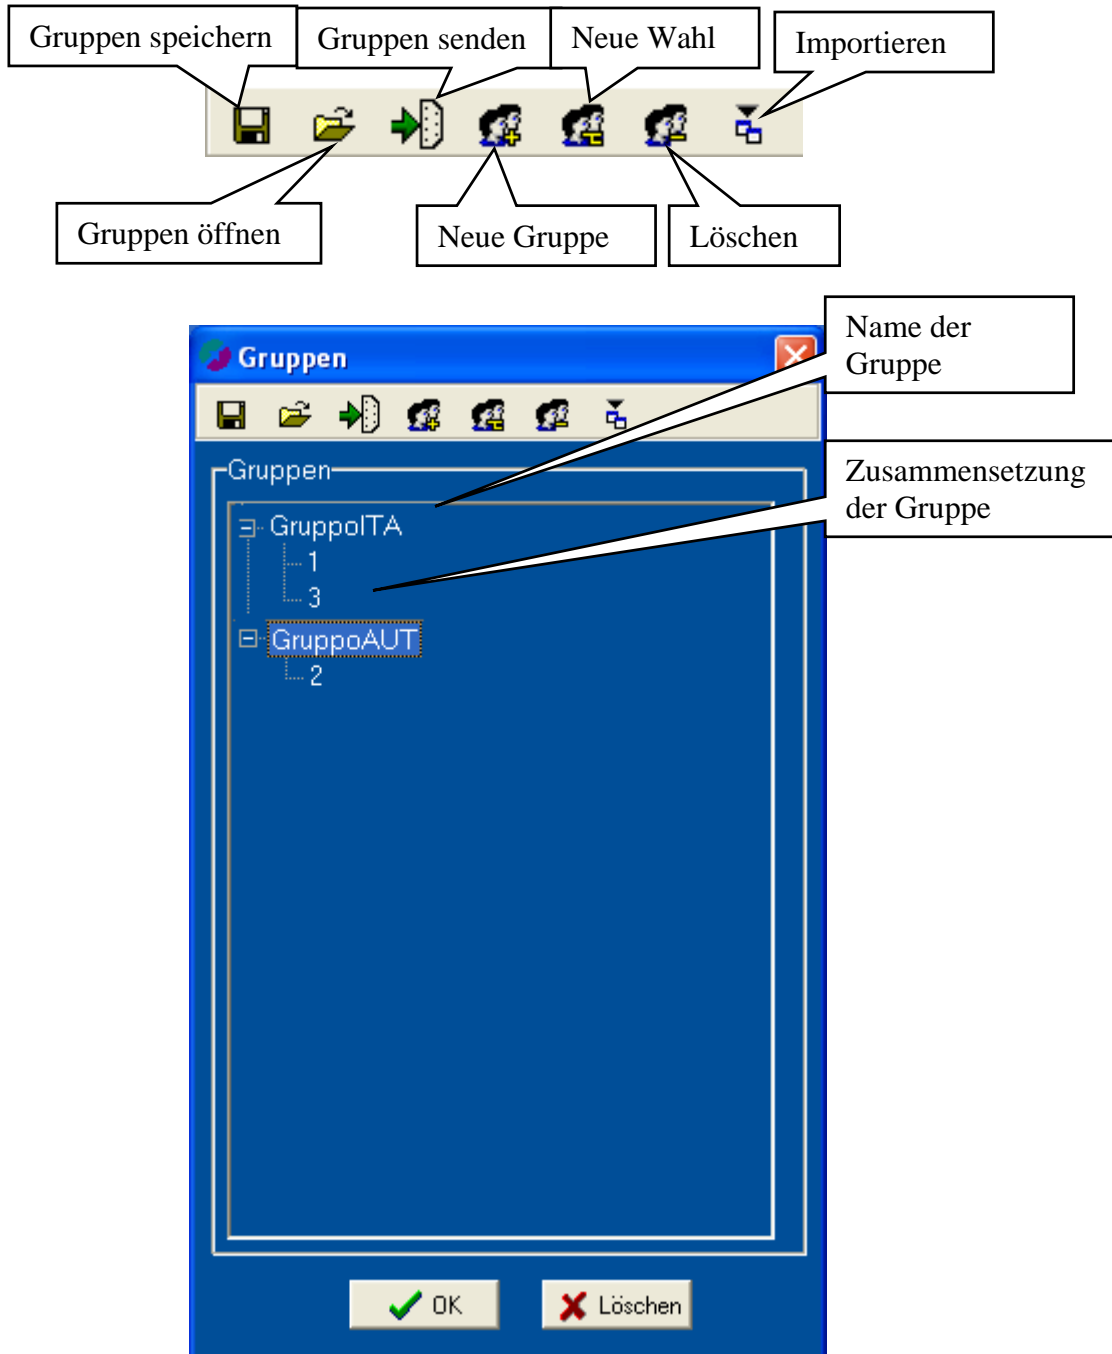 Gruppen speichern
Gruppen senden
Neue Wahl
Importieren
Gruppen öffnen
Neue Gruppe
Löschen
Name der
Gruppe
Gruppen
Zusammensetzung
der Gruppe
Gruppen
GruppoITA
1
3
GruppoAUT
2
OK
Löschen